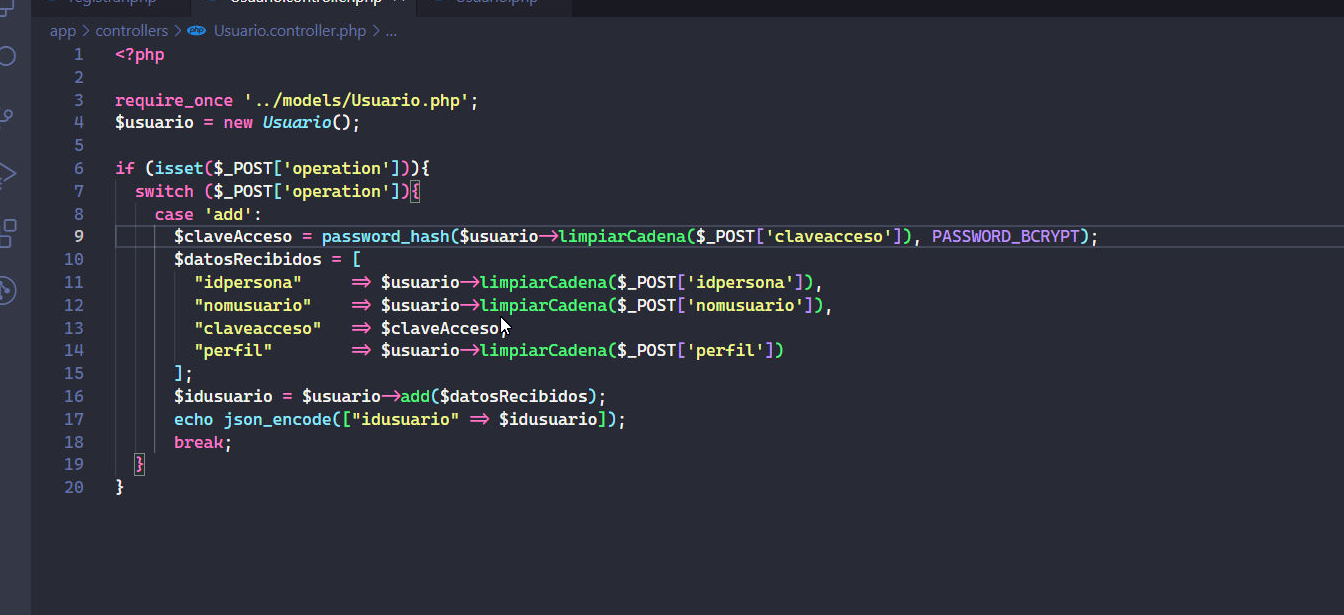 app > controllers > php Usuario.controller.php > ...
1 <?php
2
3 require_once '../models/Usuario.php';
4 $usuario = new Usuario();
5
6 if (isset($_POST['operation'])){
7 switch ($_POST['operation']){
8 case 'add':
9 $claveAcceso = password_hash($usuario->limpiarCadena($_POST['claveacceso']), PASSWORD_BCRYPT);
10 $datosRecibidos = [
11 "idpersona" => $usuario->limpiarCadena($_POST['idpersona']),
12 "nomusuario" => $usuario->limpiarCadena($_POST['nomusuario']),
13 "claveacceso" => $claveAcceso,
14 "perfil" => $usuario->limpiarCadena($_POST['perfil'])
15 ];
16 $idusuario = $usuario->add($datosRecibidos);
17 echo json_encode(["idusuario" => $idusuario]);
18 break;
19 }
20 }